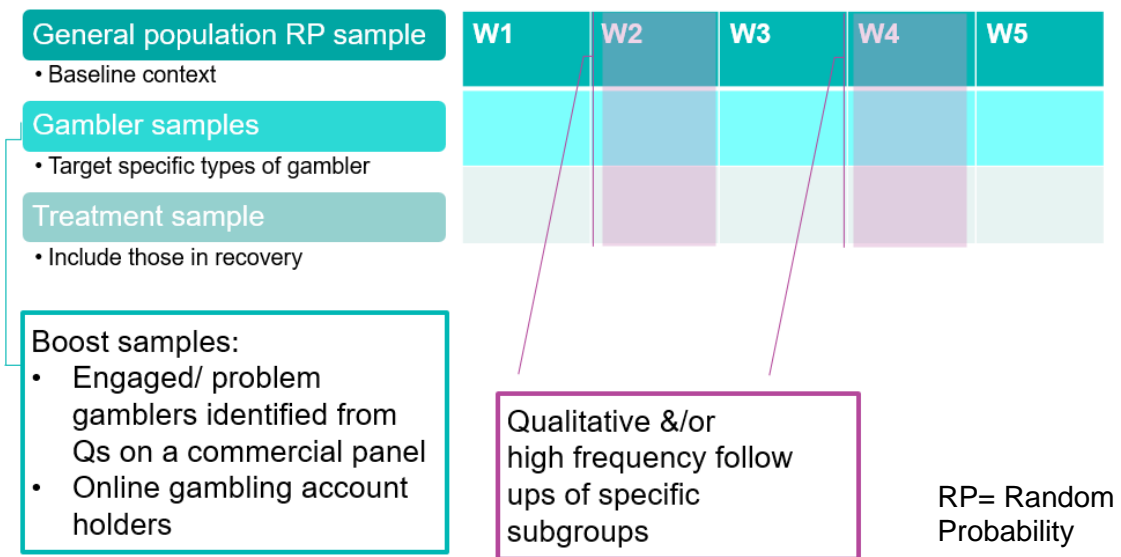 General population RP sample
• Baseline context
Gambler samples
• Target specific types of gambler
Treatment sample
• Include those in recovery
W1 W2 W3 W4 W5
Boost samples:
• Engaged/ problem
gamblers identified from
Qs on a commercial panel
• Online gambling account
holders
Qualitative &/or
high frequency follow
ups of specific
subgroups
RP= Random
Probability